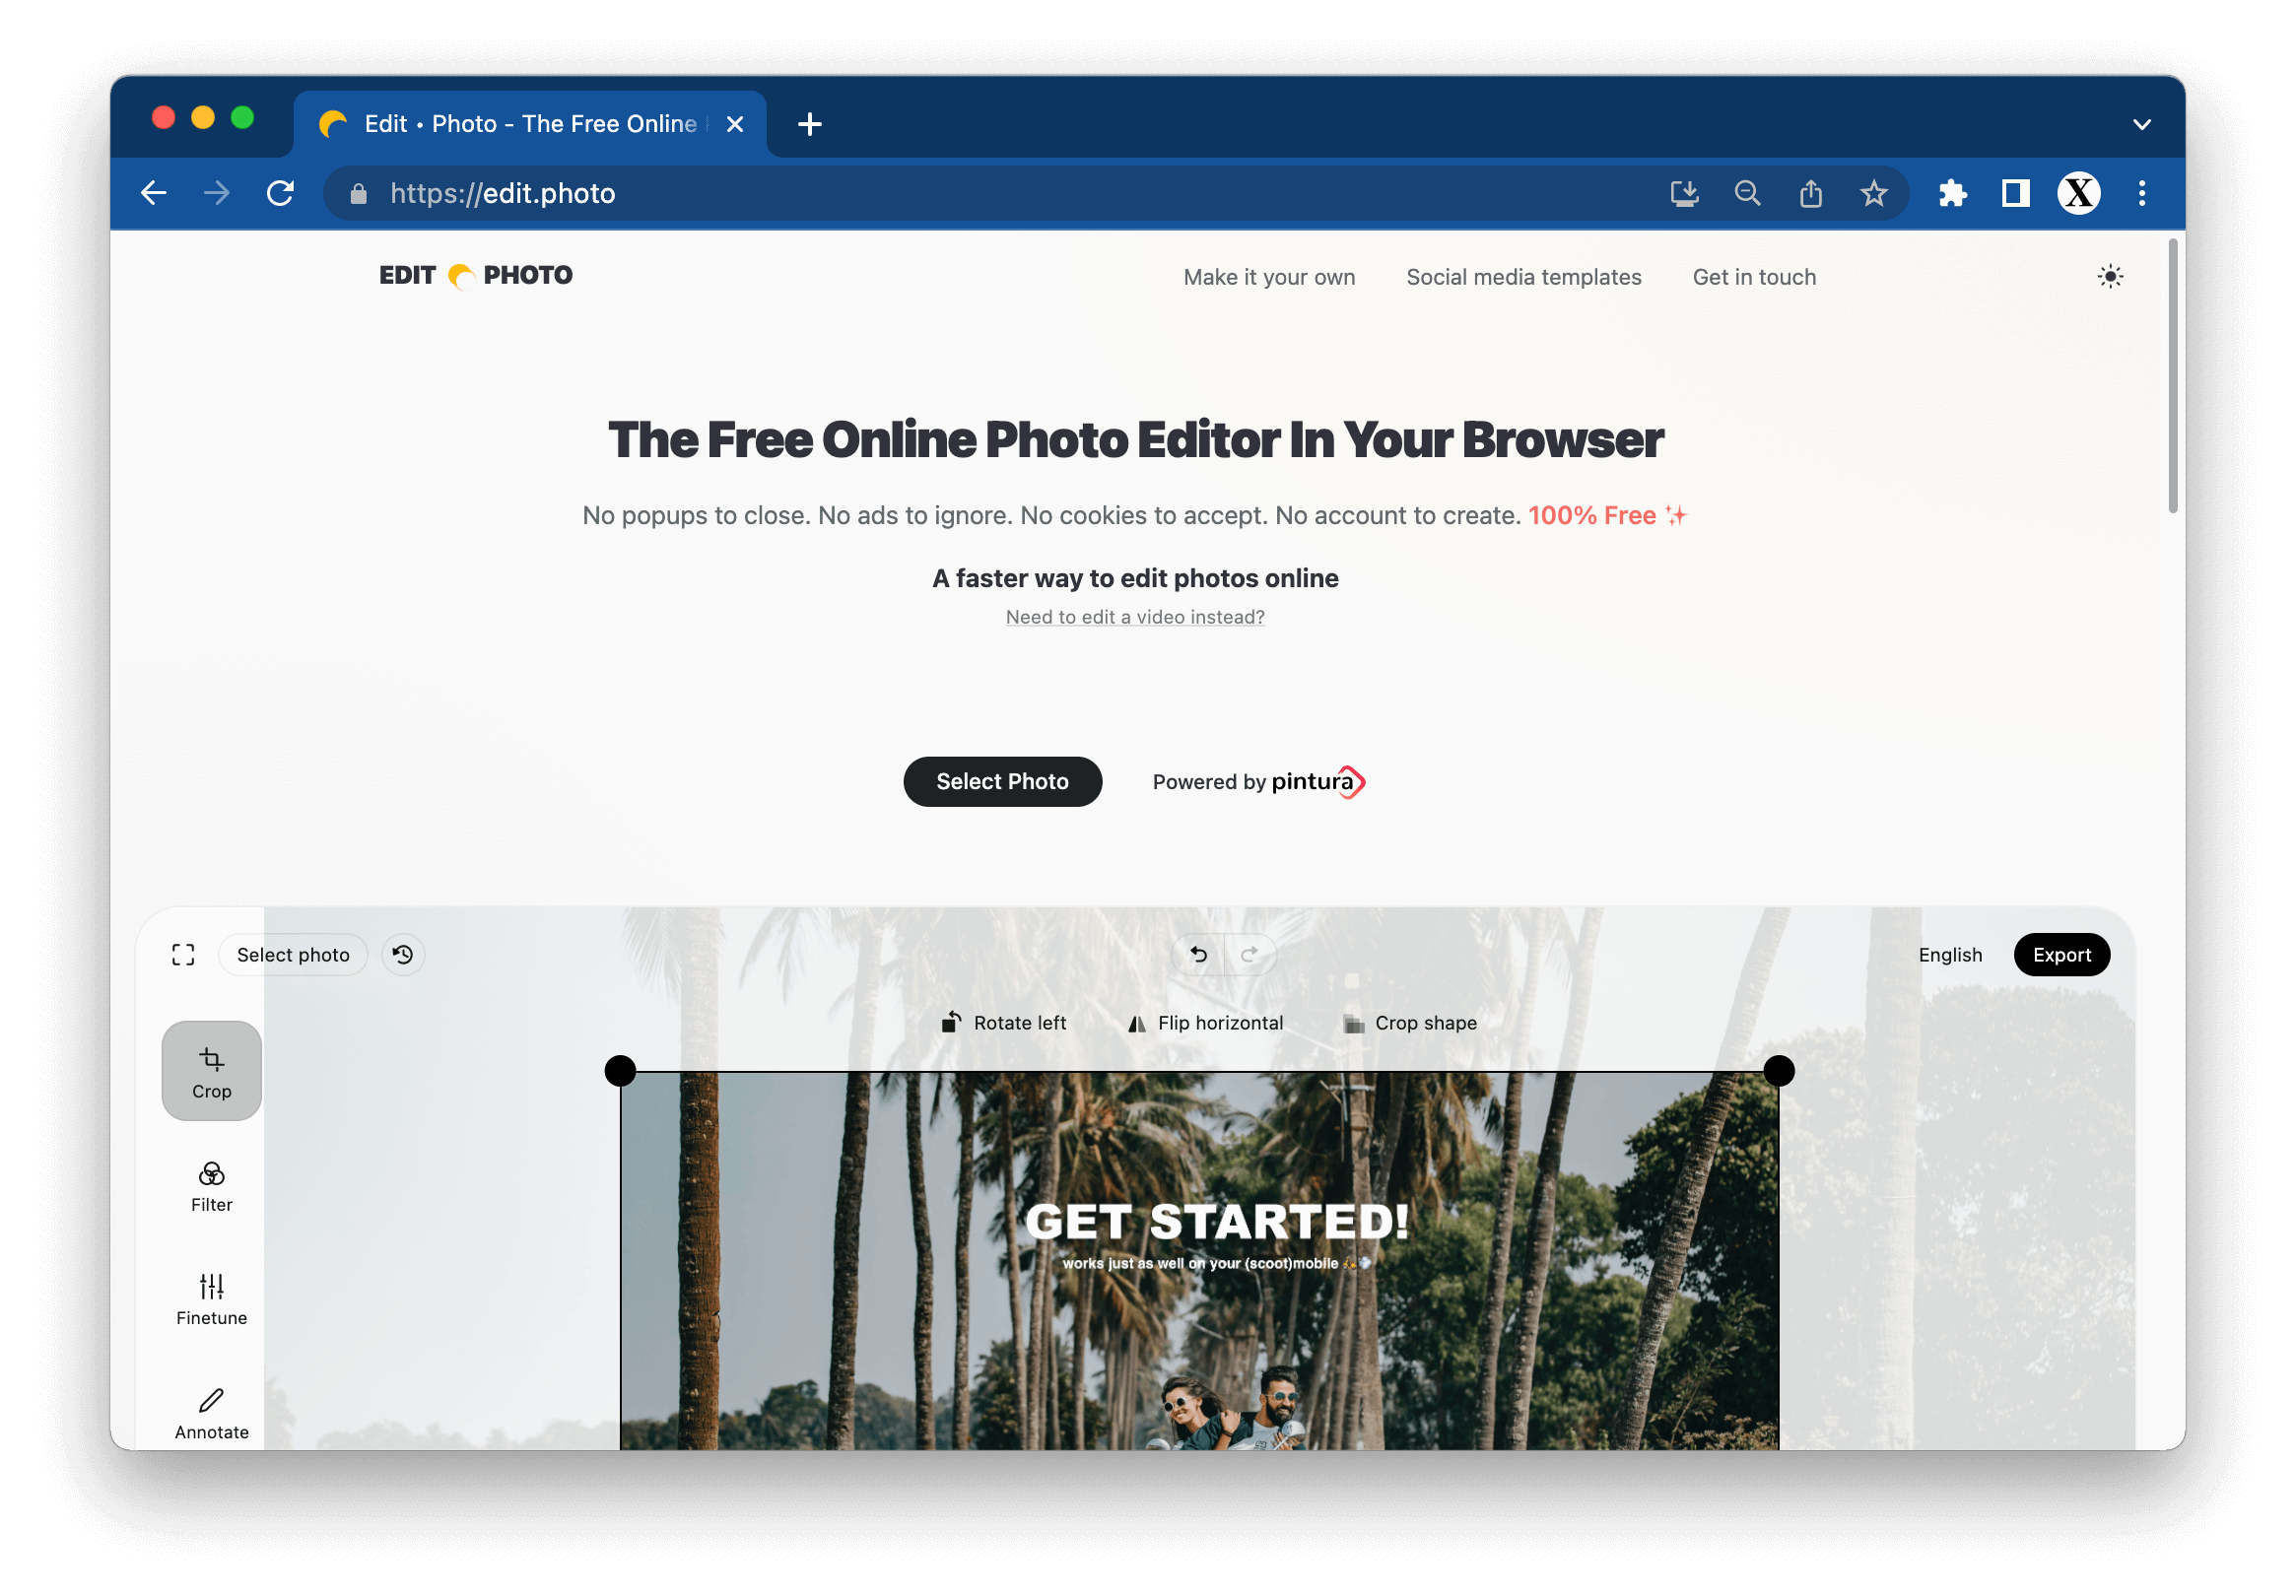 Edit • Photo - The Free Online
https://edit.photo
X
EDIT PHOTO
Make it your own
Social media templates
Get in touch
The Free Online Photo Editor In Your Browser
No popups to close. No ads to ignore. No cookies to accept. No account to create. 100% Free ✨
A faster way to edit photos online
Need to edit a video instead?
Select Photo
Powered by pintura
Select photo
English
Export
Rotate left
Flip horizontal
Crop shape
Crop
Filter
Finetune
Annotate
GET STARTED!
works just as well on your (scoot)mobile 🛵💨